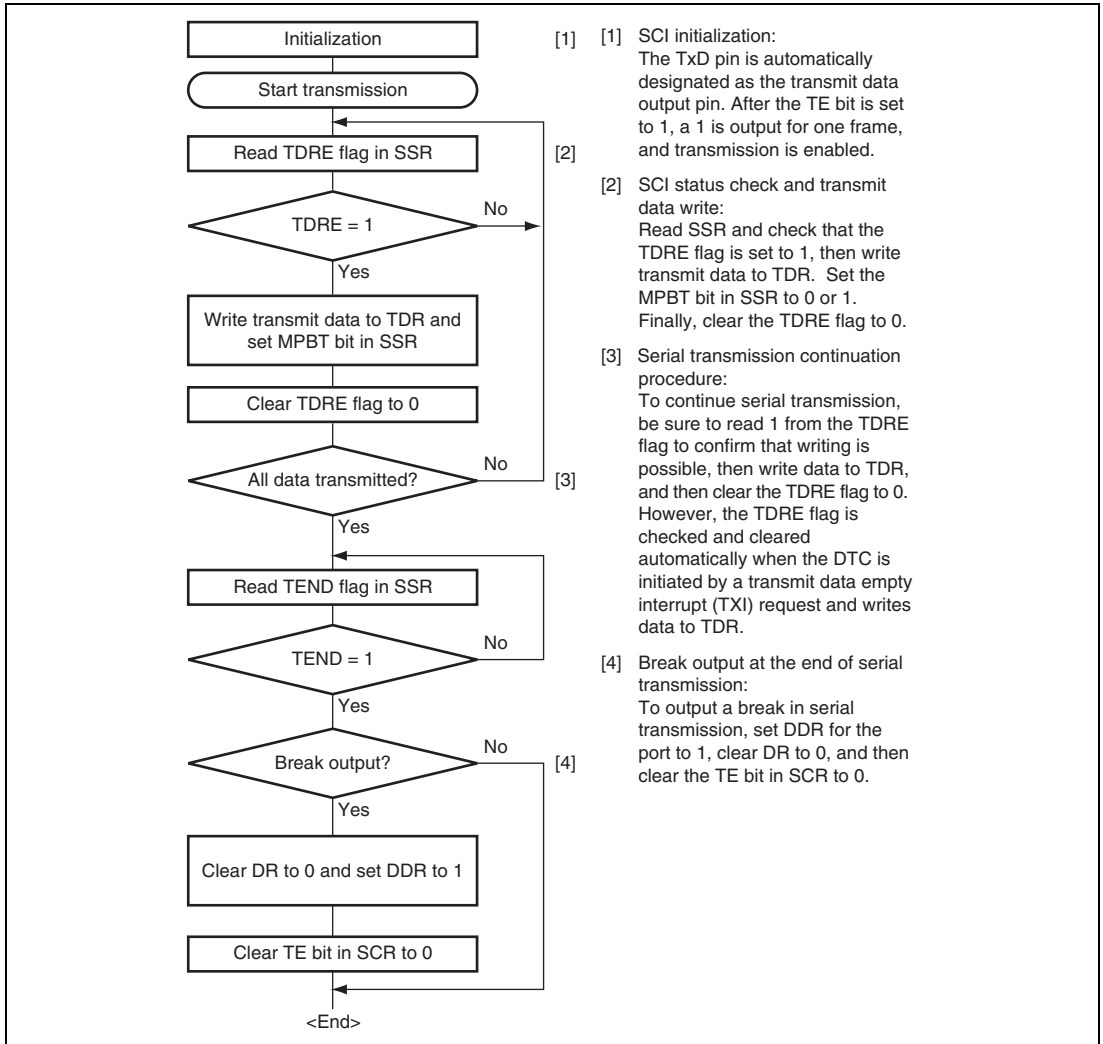 Initialization
[1]
Start transmission
Read TDRE flag in SSR
[2]
TDRE = 1
No
Yes
Write transmit data to TDR and
set MPBT bit in SSR
Clear TDRE flag to 0
All data transmitted?
No
[3]
Yes
Read TEND flag in SSR
TEND = 1
No
Yes
Break output?
No
[4]
Yes
Clear DR to 0 and set DDR to 1
Clear TE bit in SCR to 0
<End>
[1] SCI initialization:
The TxD pin is automatically
designated as the transmit data
output pin. After the TE bit is set
to 1, a 1 is output for one frame,
and transmission is enabled.
[2] SCI status check and transmit
data write:
Read SSR and check that the
TDRE flag is set to 1, then write
transmit data to TDR. Set the
MPBT bit in SSR to 0 or 1.
Finally, clear the TDRE flag to 0.
[3] Serial transmission continuation
procedure:
To continue serial transmission,
be sure to read 1 from the TDRE
flag to confirm that writing is
possible, then write data to TDR,
and then clear the TDRE flag to 0.
However, the TDRE flag is
checked and cleared
automatically when the DTC is
initiated by a transmit data empty
interrupt (TXI) request and writes
data to TDR.
[4] Break output at the end of serial
transmission:
To output a break in serial
transmission, set DDR for the
port to 1, clear DR to 0, and then
clear the TE bit in SCR to 0.